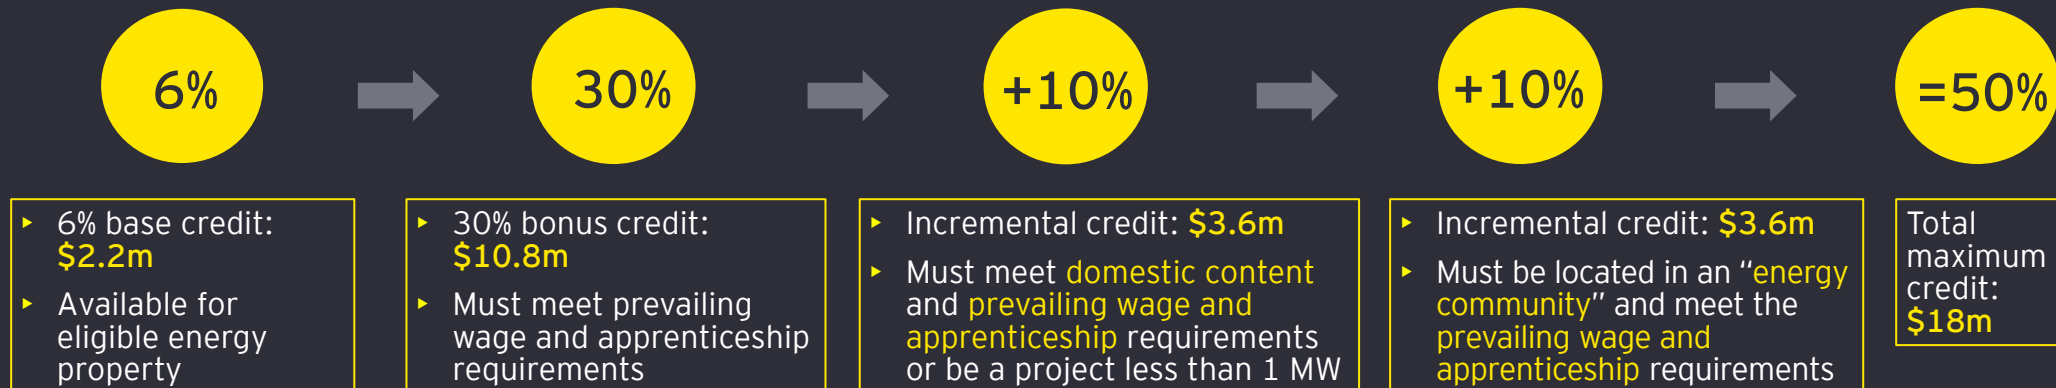 6%
30%
+10%
+10%
=50%
▸ 6% base credit:
$2.2m
▸ Available for
eligible energy
property
▸ 30% bonus credit:
$10.8m
▸ Must meet prevailing
wage and apprenticeship
requirements
▸ Incremental credit: $3.6m
▸ Must meet domestic content
and prevailing wage and
apprenticeship requirements
or be a project less than 1 MW
▸ Incremental credit: $3.6m
▸ Must be located in an “energy
community” and meet the
prevailing wage and
apprenticeship requirements
Total
maximum
credit:
$18m